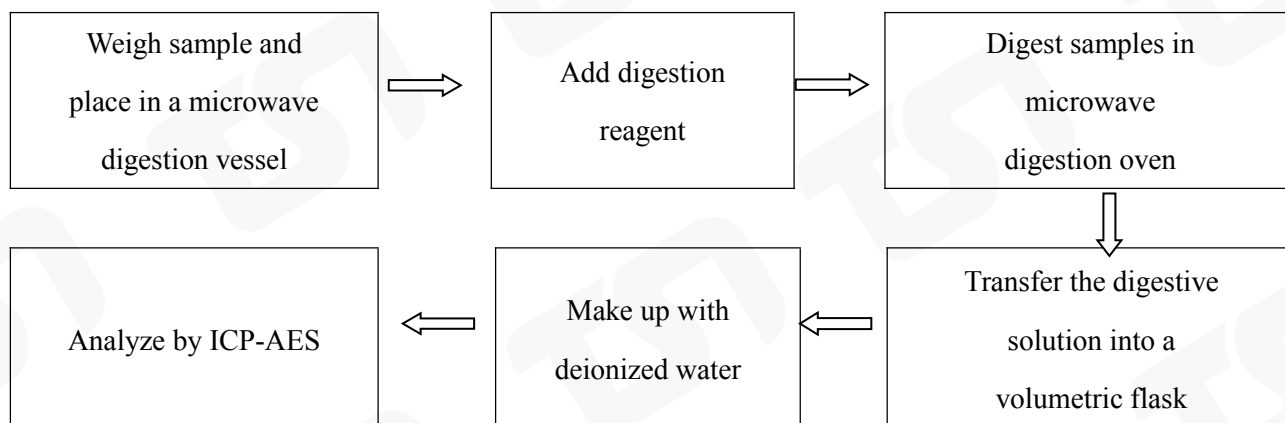 Weigh sample and
place in a microwave
digestion vessel
Add digestion
reagent
Digest samples in
microwave
digestion oven
Transfer the digestive
solution into a
volumetric flask
Make up with
deionized water
Analyze by ICP-AES